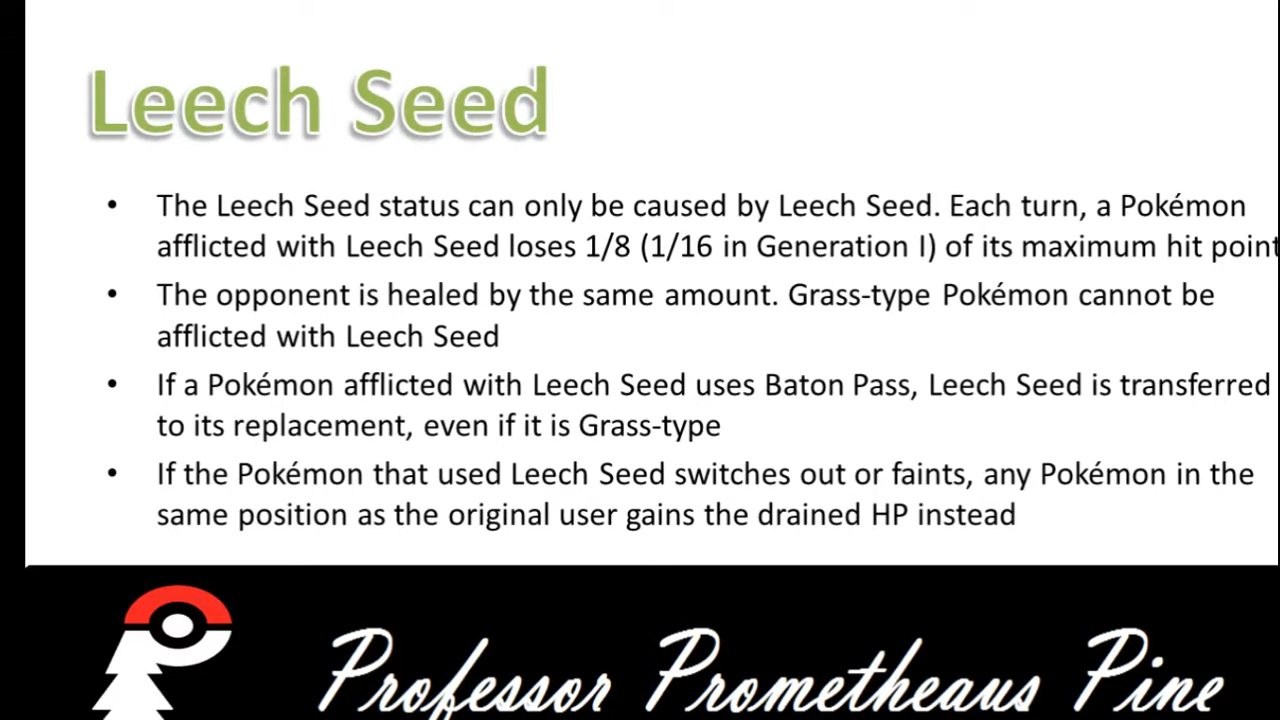 Leech Seed
• The Leech Seed status can only be caused by Leech Seed. Each turn, a Pokémon
afflicted with Leech Seed loses 1/8 (1/16 in Generation I) of its maximum hit point
• The opponent is healed by the same amount. Grass-type Pokémon cannot be
afflicted with Leech Seed
• If a Pokémon afflicted with Leech Seed uses Baton Pass, Leech Seed is transferred
to its replacement, even if it is Grass-type
• If the Pokémon that used Leech Seed switches out or faints, any Pokémon in the
same position as the original user gains the drained HP instead
Professor Prometheaus Pine